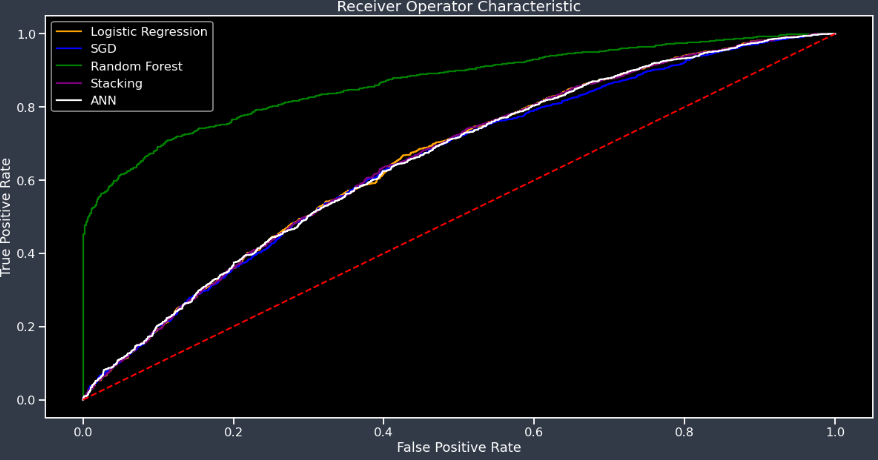 Receiver Operator Characteristic
Logistic Regression
SGD
Random Forest
Stacking
ANN
True Positive Rate
1.0
0.8
0.6
0.4
0.2
0.0
0.0 0.2 0.4 0.6 0.8 1.0
False Positive Rate